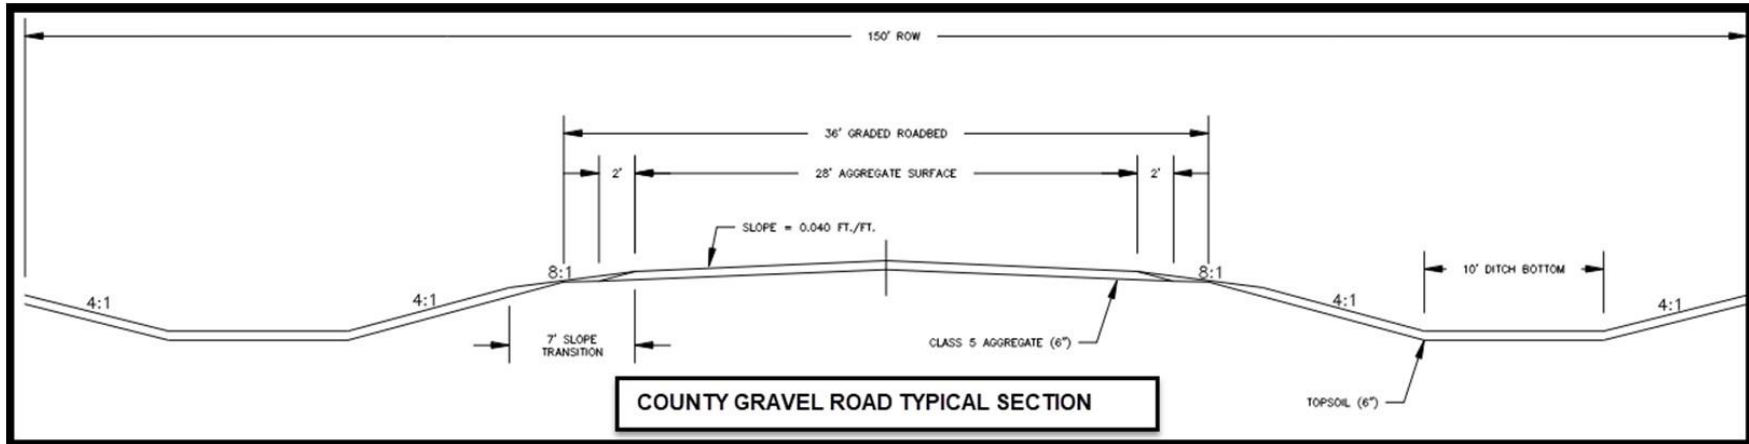 150' ROW
36' GRADED ROADBED
2'
28' AGGREGATE SURFACE
2'
SLOPE = 0.040 FT./FT.
8:1
8:1
10' DITCH BOTTOM
4:1
4:1
4:1
4:1
7' SLOPE
TRANSITION
CLASS 5 AGGREGATE (6")
COUNTY GRAVEL ROAD TYPICAL SECTION
TOPSOIL (6")